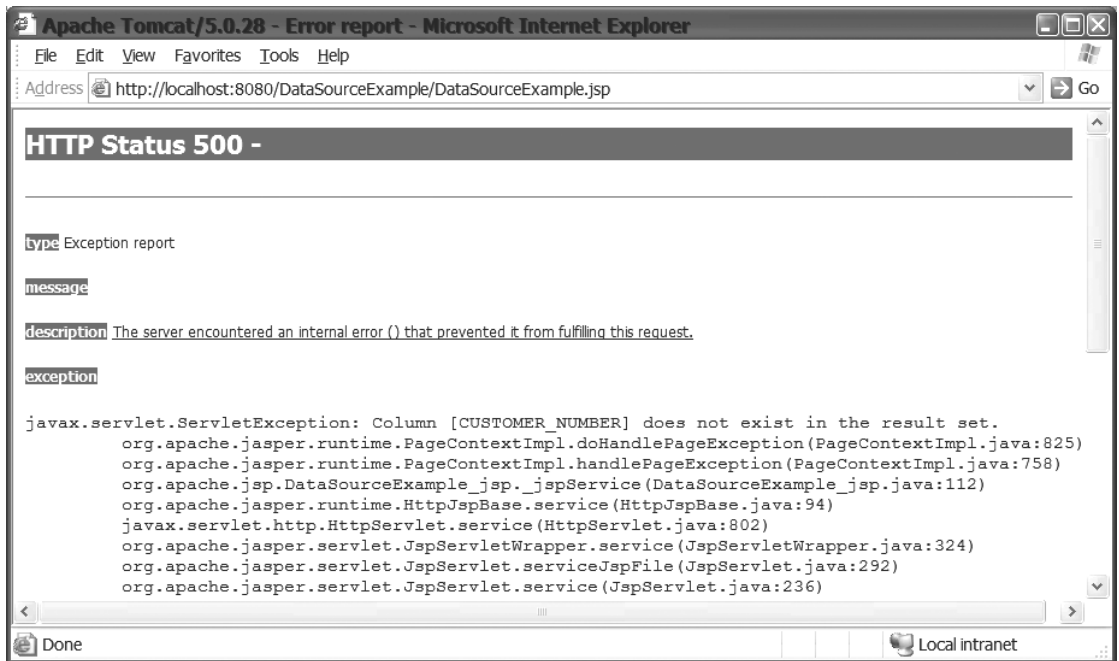 Apache Tomcat/5.0.28 - Error report - Microsoft Internet Explorer
File Edit View Favorites Tools Help
Address http://localhost:8080/DataSourceExample/DataSourceExample.jsp Go
HTTP Status 500 -
type Exception report
message
description The server encountered an internal error () that prevented it from fulfilling this request.
exception
javax.servlet.ServletException: Column [CUSTOMER_NUMBER] does not exist in the result set.
org.apache.jasper.runtime.PageContextImpl.doHandlePageException(PageContextImpl.java:825)
org.apache.jasper.runtime.PageContextImpl.handlePageException(PageContextImpl.java:758)
org.apache.jsp.DataSourceExample_jsp._jspService(DataSourceExample_jsp.java:112)
org.apache.jasper.runtime.HttpJspBase.service(HttpJspBase.java:94)
javax.servlet.http.HttpServlet.service(HttpServlet.java:802)
org.apache.jasper.servlet.JspServletWrapper.service(JspServletWrapper.java:324)
org.apache.jasper.servlet.JspServlet.serviceJspFile(JspServlet.java:292)
org.apache.jasper.servlet.JspServlet.service(JspServlet.java:236)
Done Local intranet